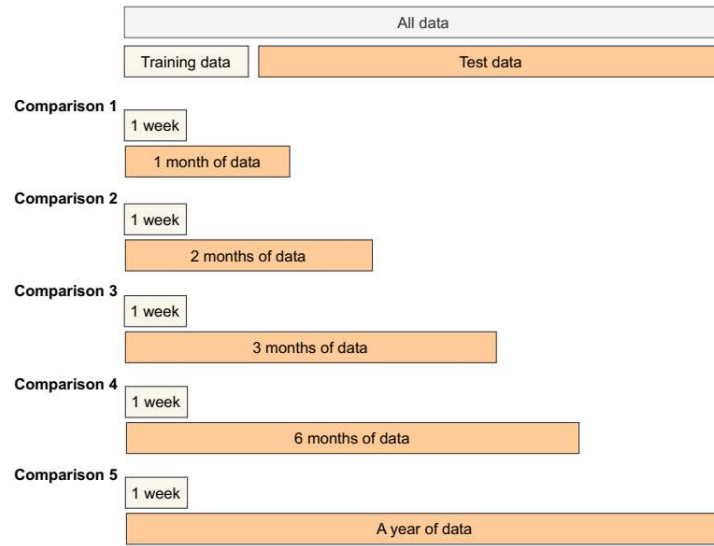 All data
Training data
Test data
Comparison 1
1 week
1 month of data
Comparison 2
1 week
2 months of data
Comparison 3
1 week
3 months of data
Comparison 4
1 week
6 months of data
Comparison 5
1 week
A year of data